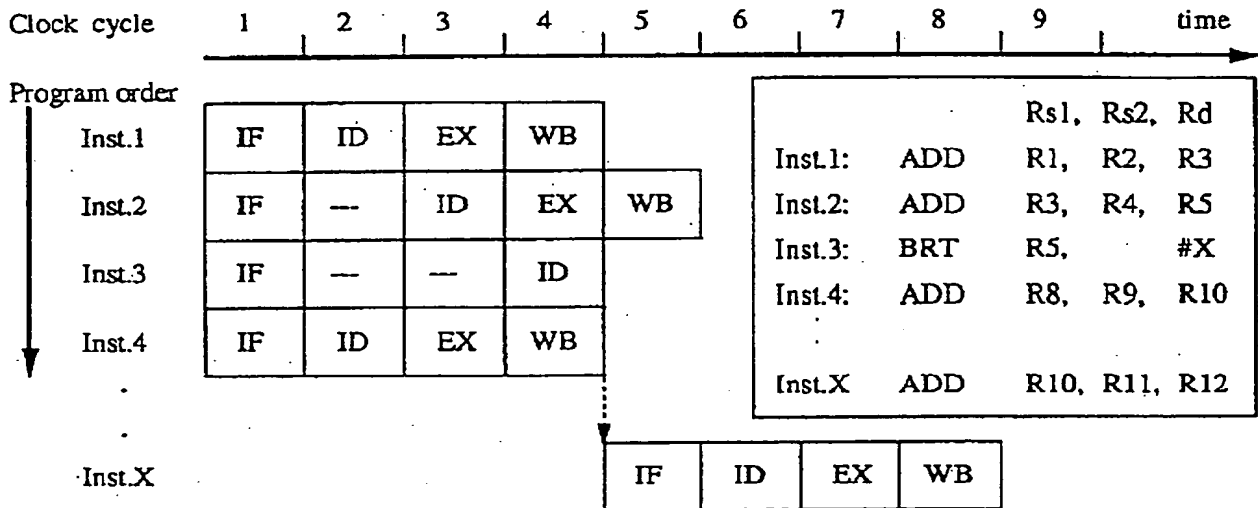 Clock cycle 1 2 3 4 5 6 7 8 9 time
Program order
Inst.1 IF ID EX WB
Inst.2 IF --- ID EX WB
Inst.3 IF --- --- ID
Inst.4 IF ID EX WB
Inst.X IF ID EX WB
Rs1, Rs2, Rd
Inst.1: ADD R1, R2, R3
Inst.2: ADD R3, R4, R5
Inst.3: BRT R5, #X
Inst.4: ADD R8, R9, R10
Inst.X ADD R10, R11, R12